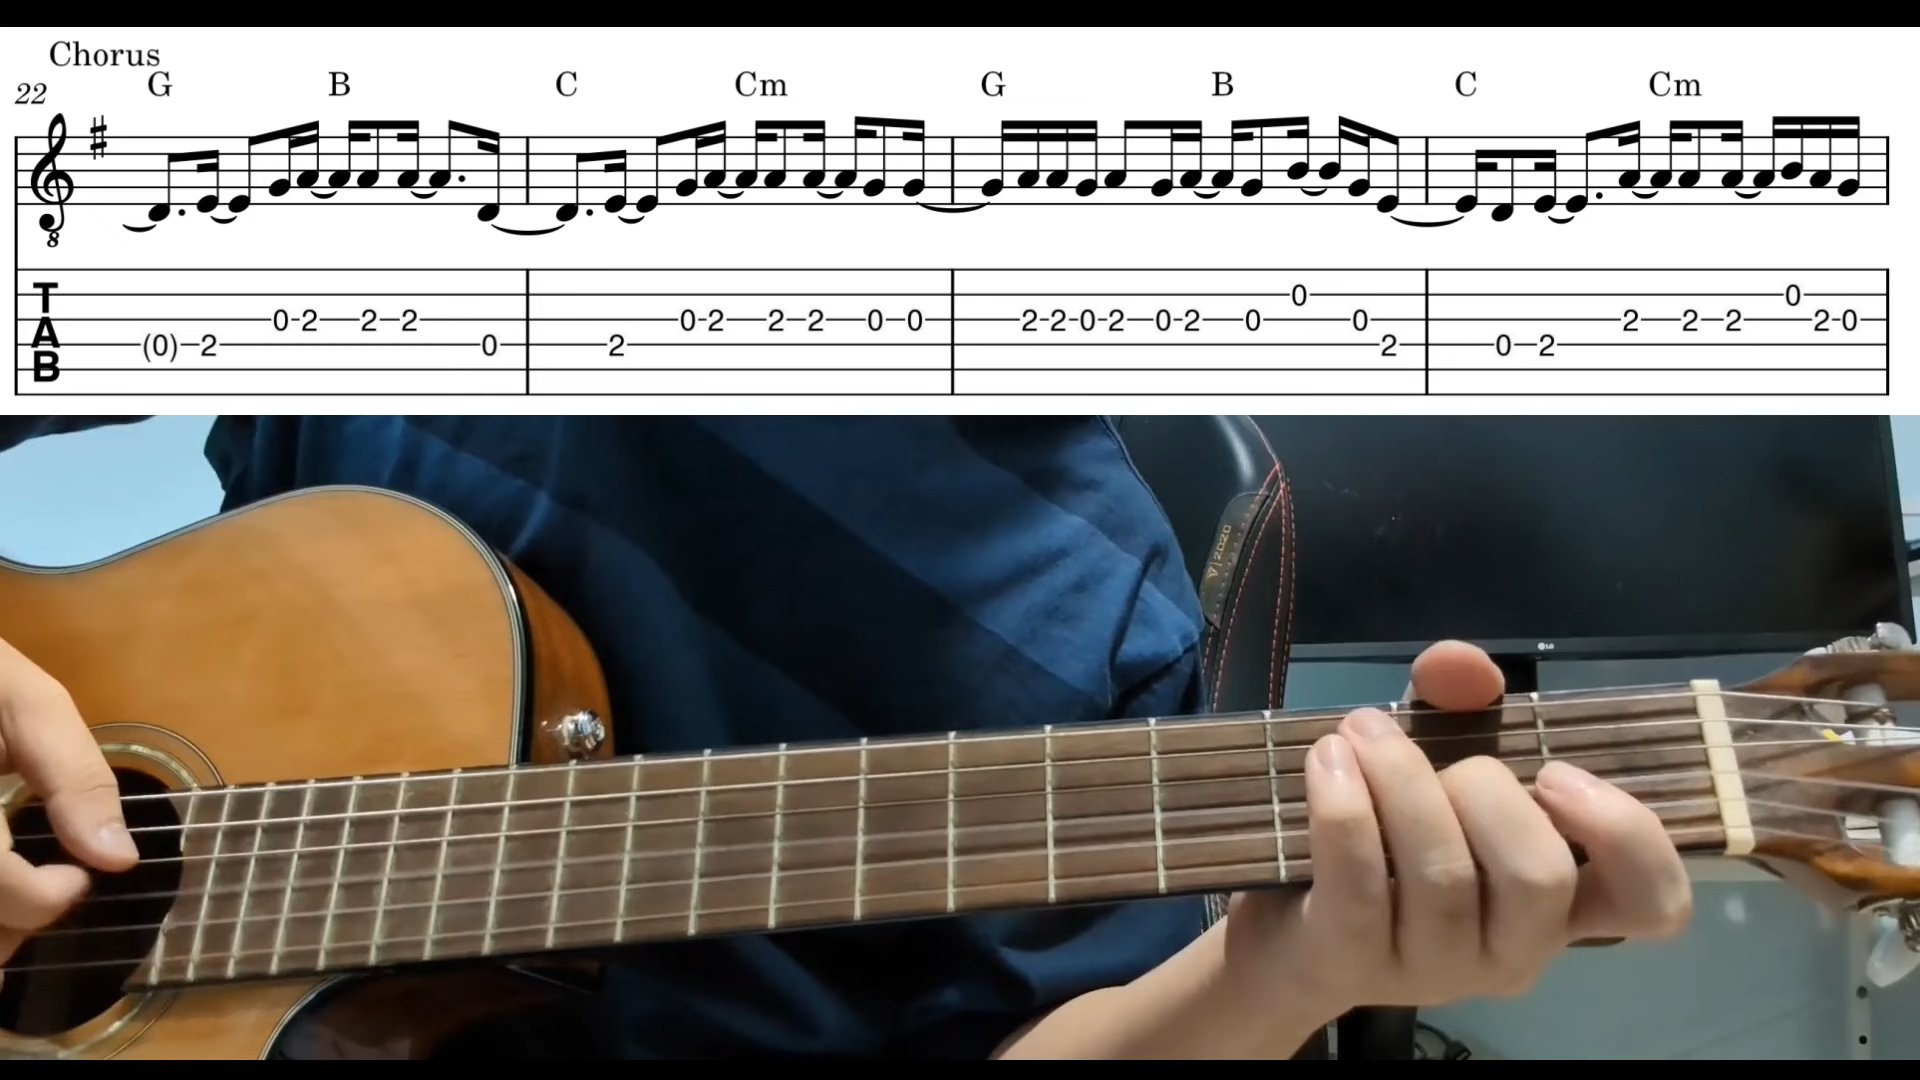 Chorus
G B C Cm G B C Cm
22
8
T
A
B
0 0
0-2 2 2 0-2 2-2 0 0 2-2-0-2 0-2 0 0 2 2 2 2-0
(0) 2 0 2 2 0 2
V|2020
LG